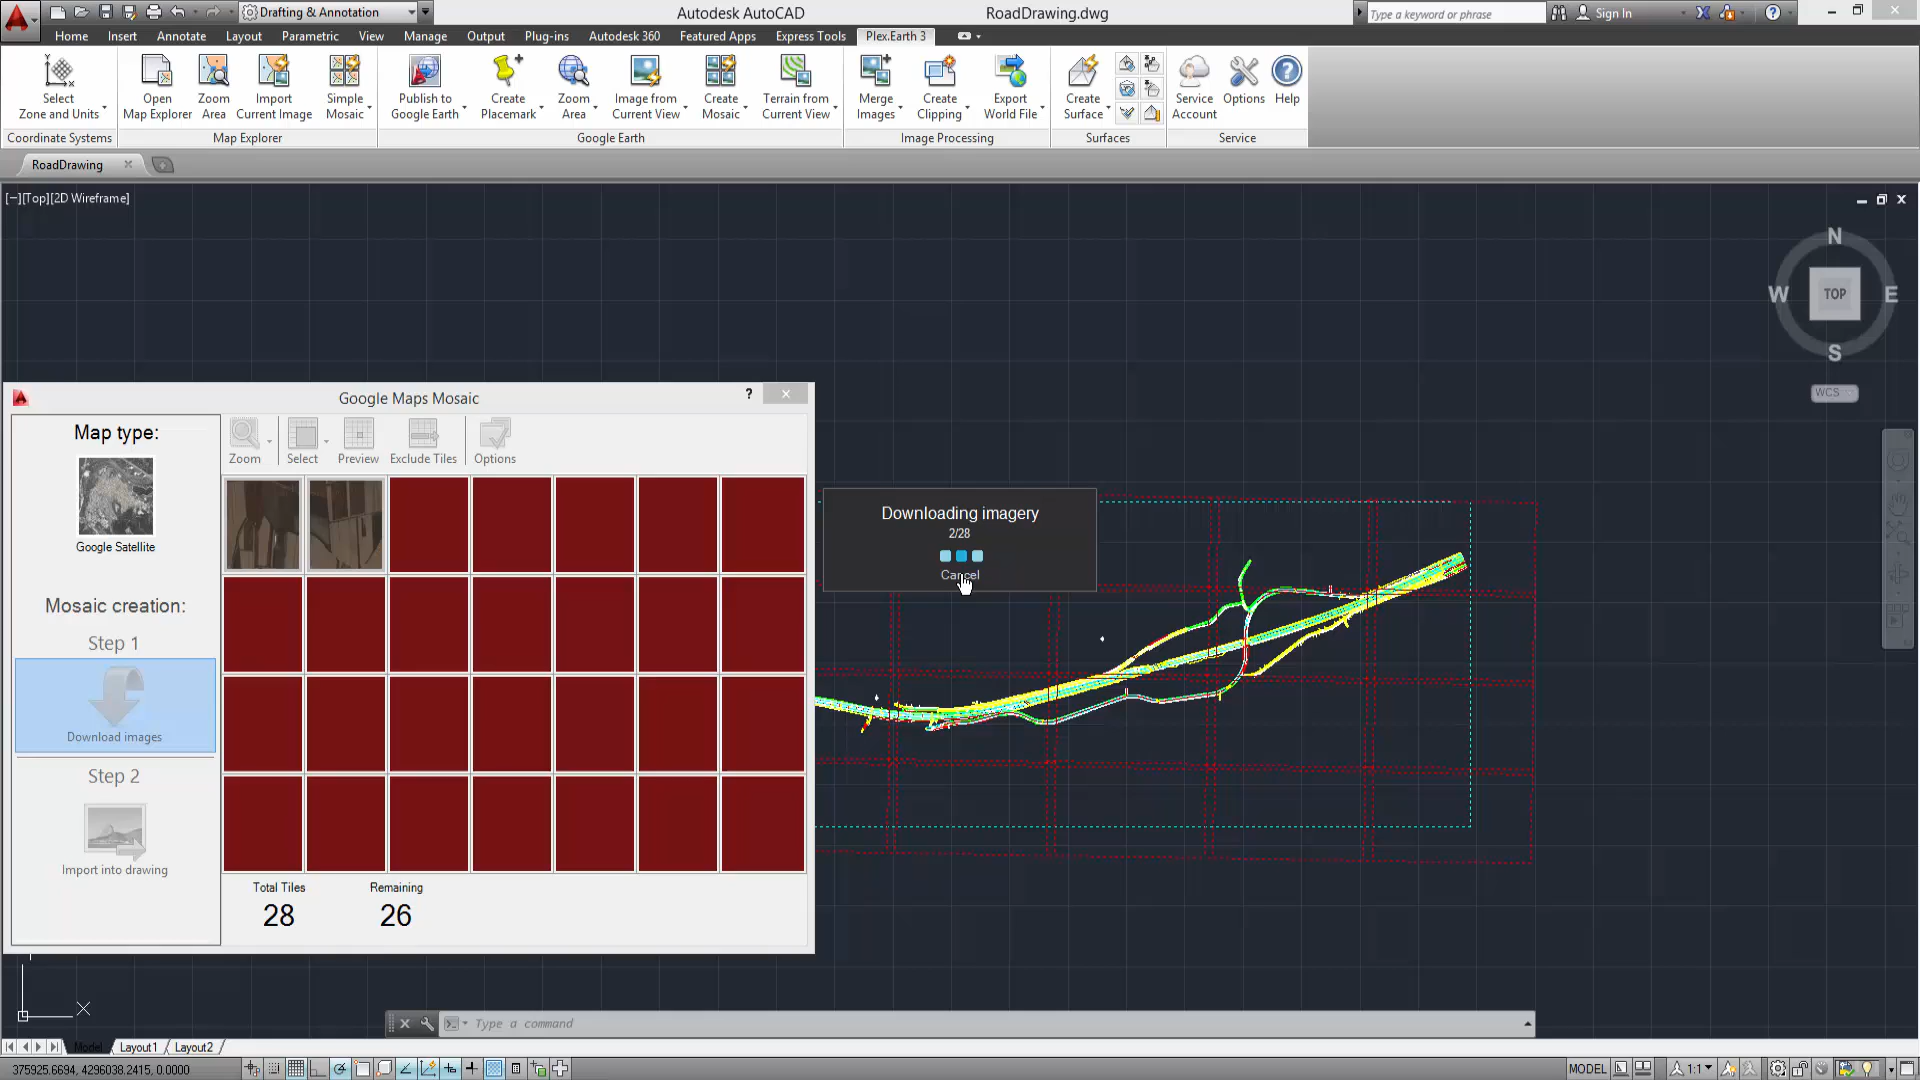 Drafting & Annotation
Autodesk AutoCAD
RoadDrawing.dwg
Type a keyword or phrase
Sign In
Home
Insert
Annotate
Layout
Parametric
View
Manage
Output
Plug-ins
Autodesk 360
Featured Apps
Express Tools
Plex.Earth 3
Select
Zone and Units
Open
Map Explorer
Zoom
Area
Import
Current Image
Simple
Mosaic
Publish to
Google Earth
Create
Placemark
Zoom
Area
Image from
Current View
Create
Mosaic
Terrain from
Current View
Merge
Images
Create
Clipping
Export
World File
Create
Surface
Service
Account
Options
Help
Coordinate Systems
Map Explorer
Google Earth
Image Processing
Surfaces
Service
RoadDrawing
[−][Top][2D Wireframe]
N
W
TOP
E
S
WCS
Google Maps Mosaic
?
Map type:
Google Satellite
Mosaic creation:
Step 1
Download images
Step 2
Import into drawing
Zoom
Select
Preview
Exclude Tiles
Options
Total Tiles
28
Remaining
26
Downloading imagery
2/28
Cancel
Type a command
Model
Layout1
Layout2
375925.6694, 4296038.2415, 0.0000
MODEL
1:1